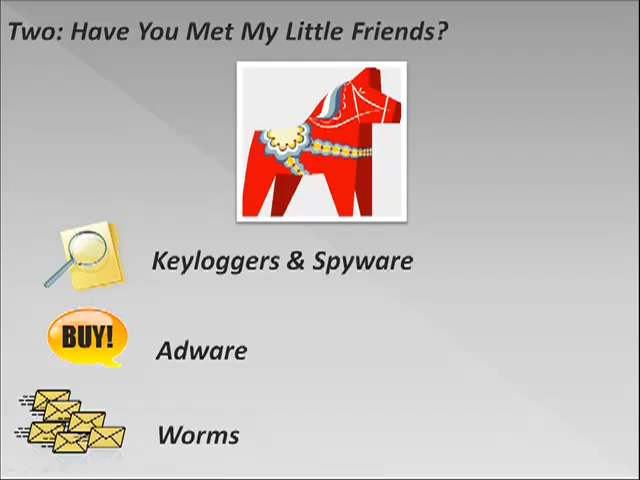 Two: Have You Met My Little Friends?
Keyloggers & Spyware
BUY!
Adware
Worms